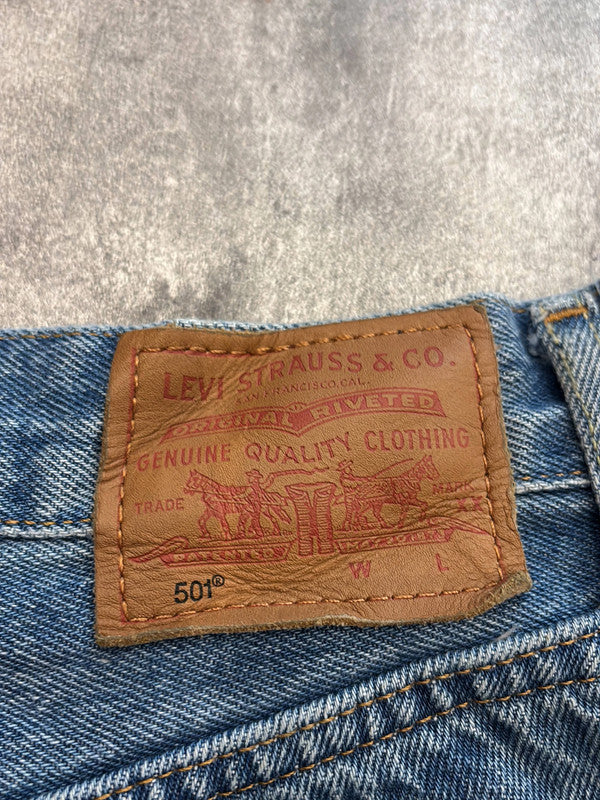 LEVI STRAUSS & CO.
SAN FRANCISCO, CAL.
ORIGINAL RIVETED
GENUINE QUALITY CLOTHING
TRADE MARK
W L
501®